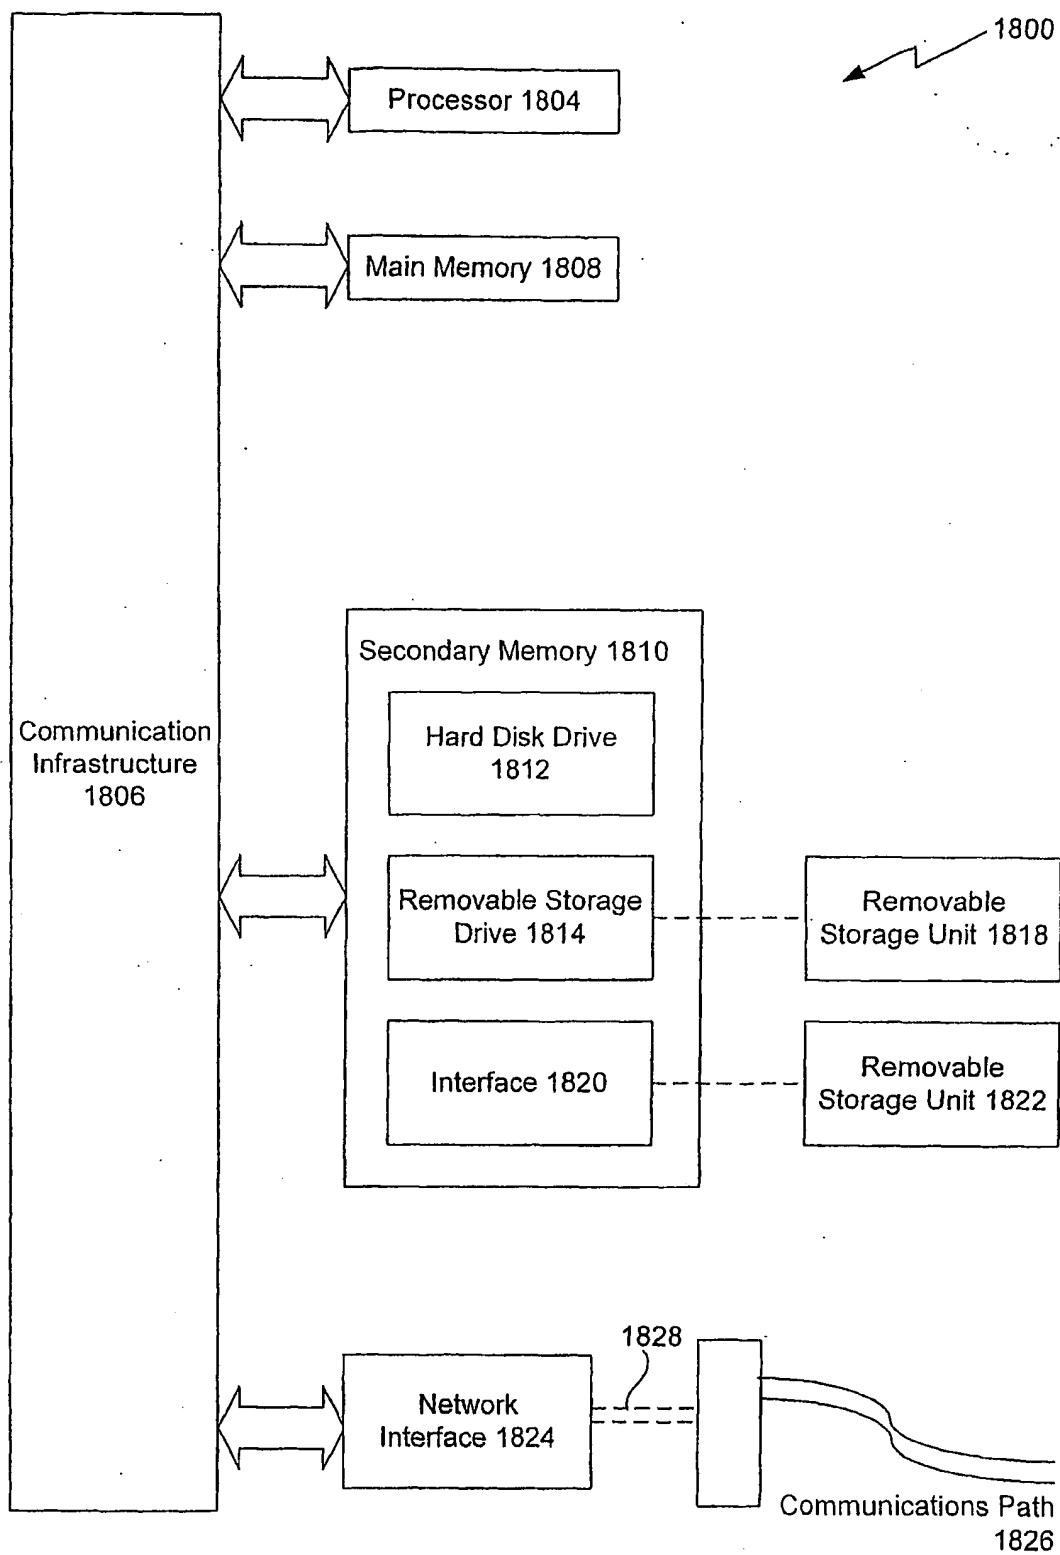 1800
Processor 1804
Main Memory 1808
Communication
Infrastructure
1806
Secondary Memory 1810
Hard Disk Drive
1812
Removable Storage
Drive 1814
Removable
Storage Unit 1818
Interface 1820
Removable
Storage Unit 1822
1828
Network
Interface 1824
Communications Path
1826